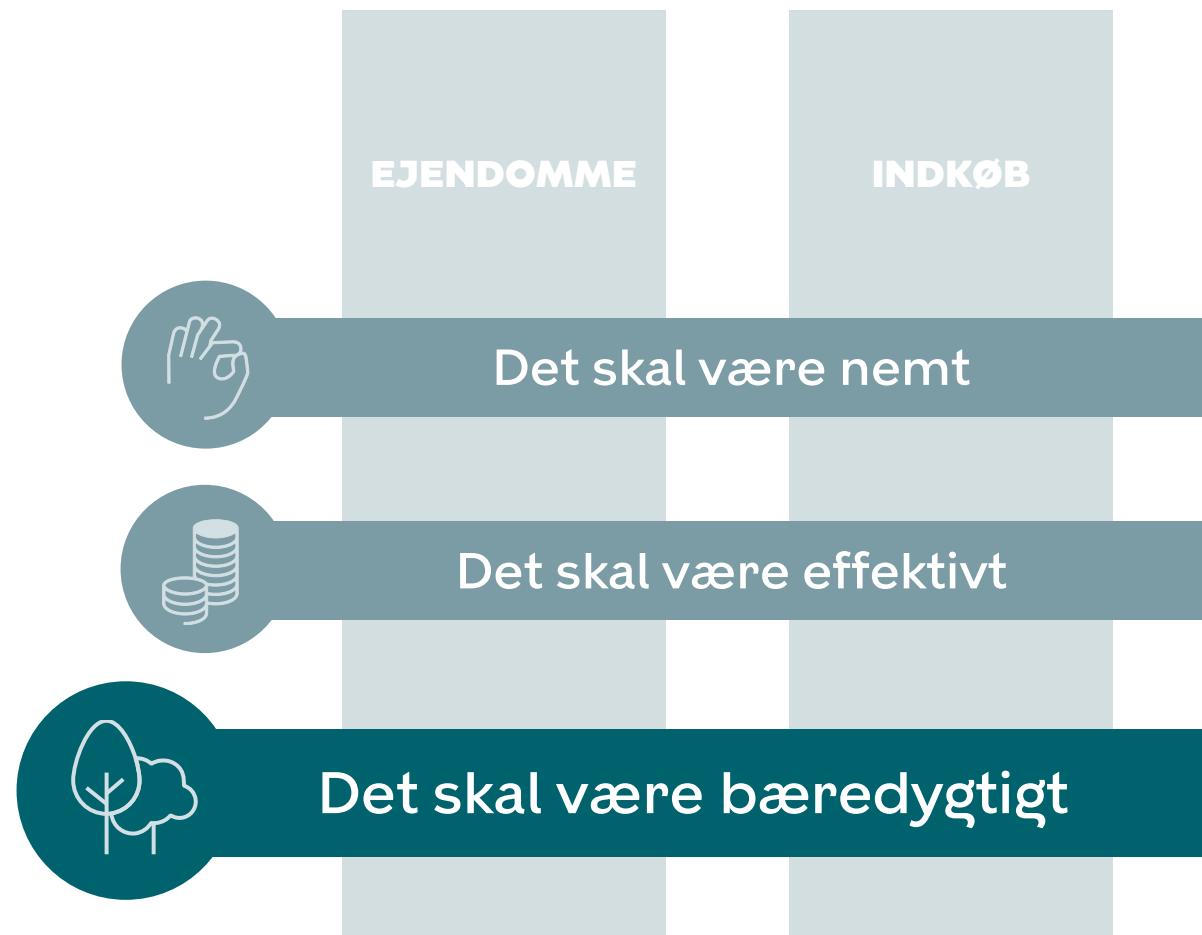 EJENDOMME
INDKØB
Det skal være nemt
Det skal være effektivt
Det skal være bæredygtigt